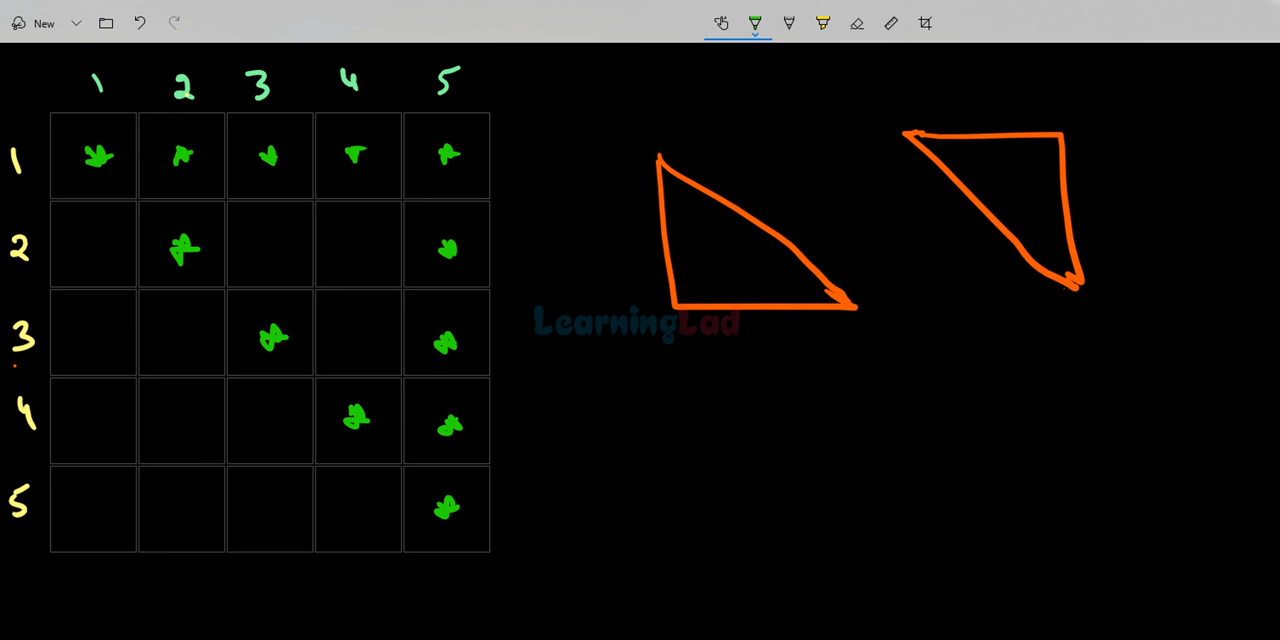 New
1 2 3 4 5
1 * * * * *
2 * *
3 * *
4 * *
5 *
LearningLad